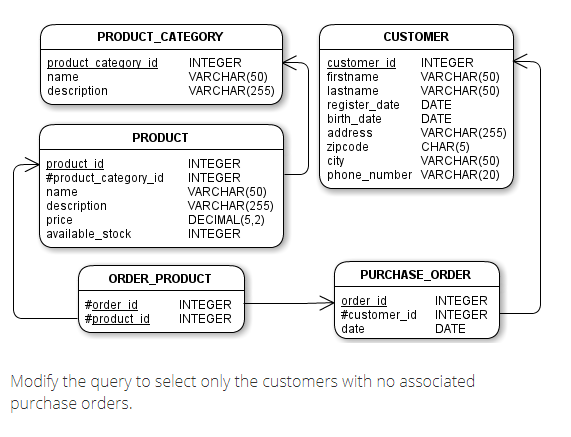 PRODUCT_CATEGORY
product_category_id INTEGER
name VARCHAR(50)
description VARCHAR(255)
CUSTOMER
customer_id INTEGER
firstname VARCHAR(50)
lastname VARCHAR(50)
register_date DATE
birth_date DATE
address VARCHAR(255)
zipcode CHAR(5)
city VARCHAR(50)
phone_number VARCHAR(20)
PRODUCT
product_id INTEGER
#product_category_id INTEGER
name VARCHAR(50)
description VARCHAR(255)
price DECIMAL(5,2)
available_stock INTEGER
ORDER_PRODUCT
#order_id INTEGER
#product_id INTEGER
PURCHASE_ORDER
order_id INTEGER
#customer_id INTEGER
date DATE
Modify the query to select only the customers with no associated
purchase orders.